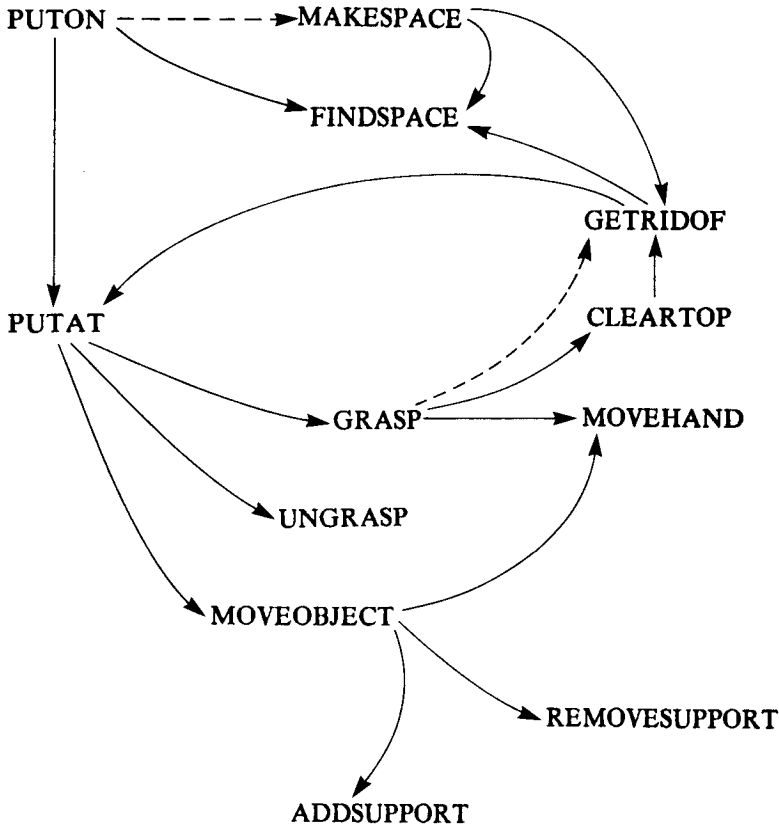 PUTON
MAKESPACE
FINDSPACE
GETRIDOF
PUTAT
CLEARTOP
GRASP
MOVEHAND
UNGRASP
MOVEOBJECT
REMOVESUPPORT
ADDSUPPORT